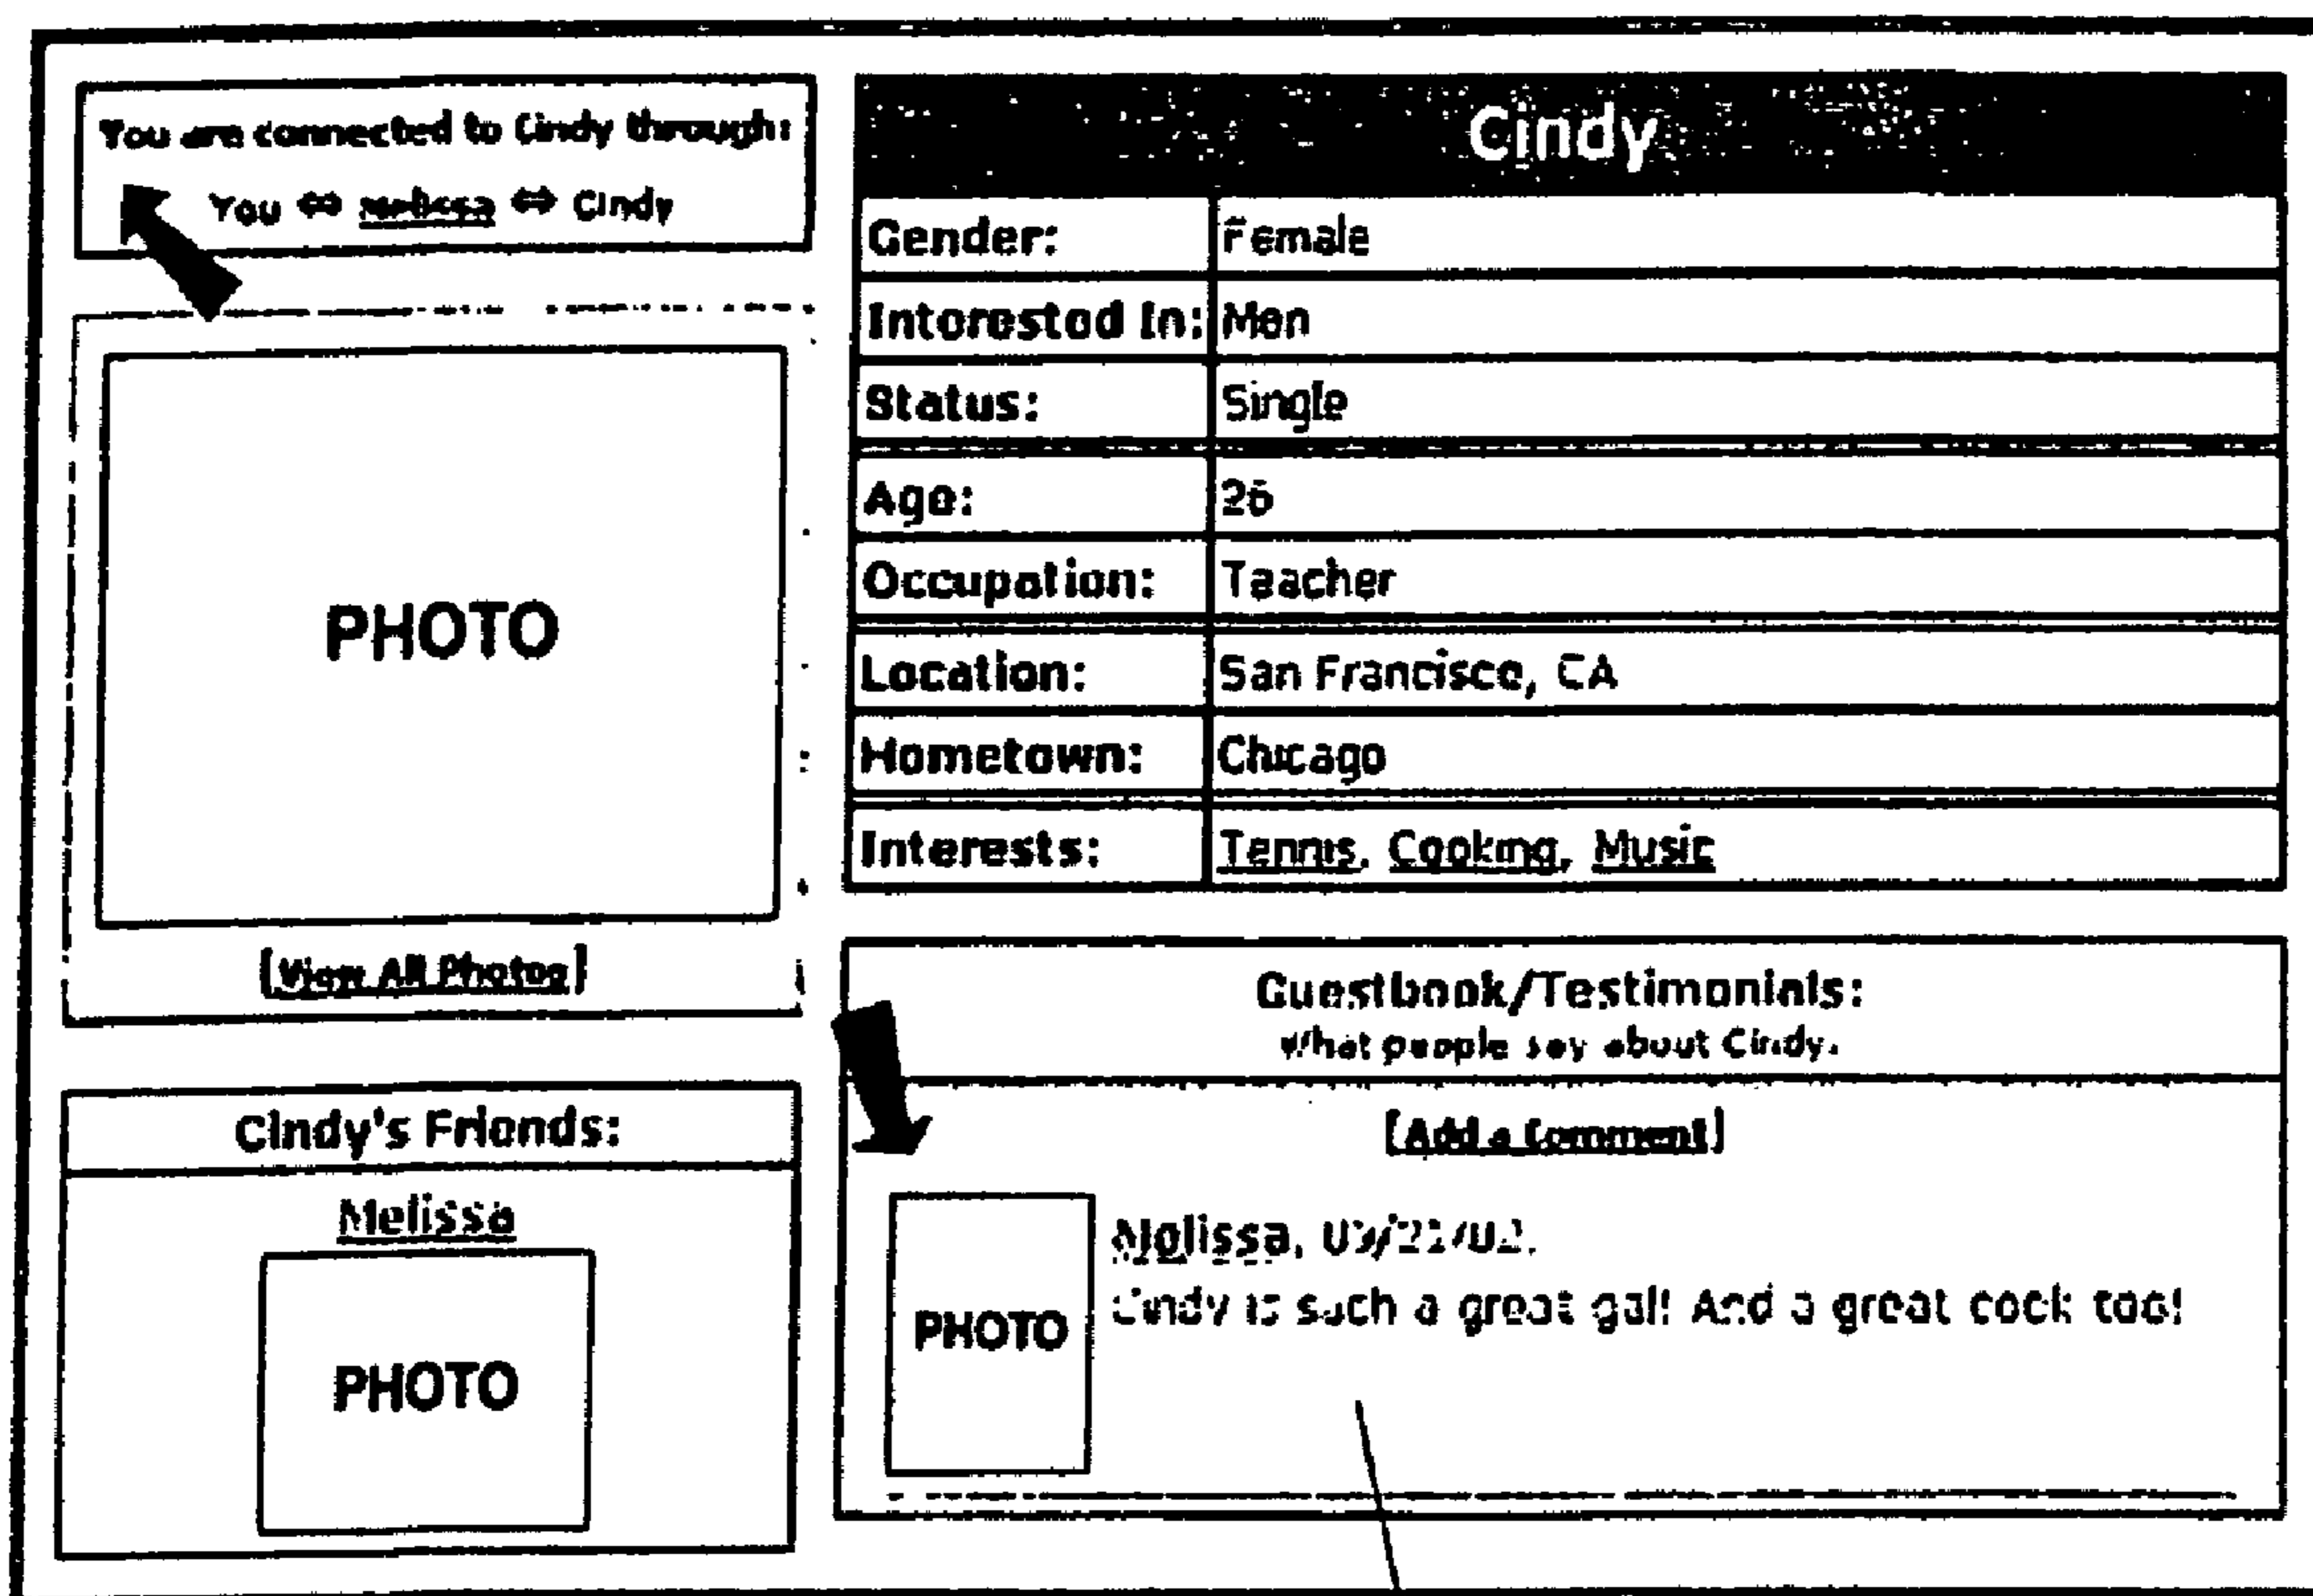 You are connected to Cindy through:
You ⇔ Melissa ⇔ Cindy
PHOTO
[View All Photos]
Cindy's Friends:
Melissa
PHOTO
Cindy
Gender: Female
Interested In: Men
Status: Single
Age: 26
Occupation: Teacher
Location: San Francisco, CA
Hometown: Chicago
Interests: Tennis, Cooking, Music
Guestbook/Testimonials:
What people say about Cindy.
[Add a Comment]
Melissa,
PHOTO
Cindy is such a great gal! And a great cook too!